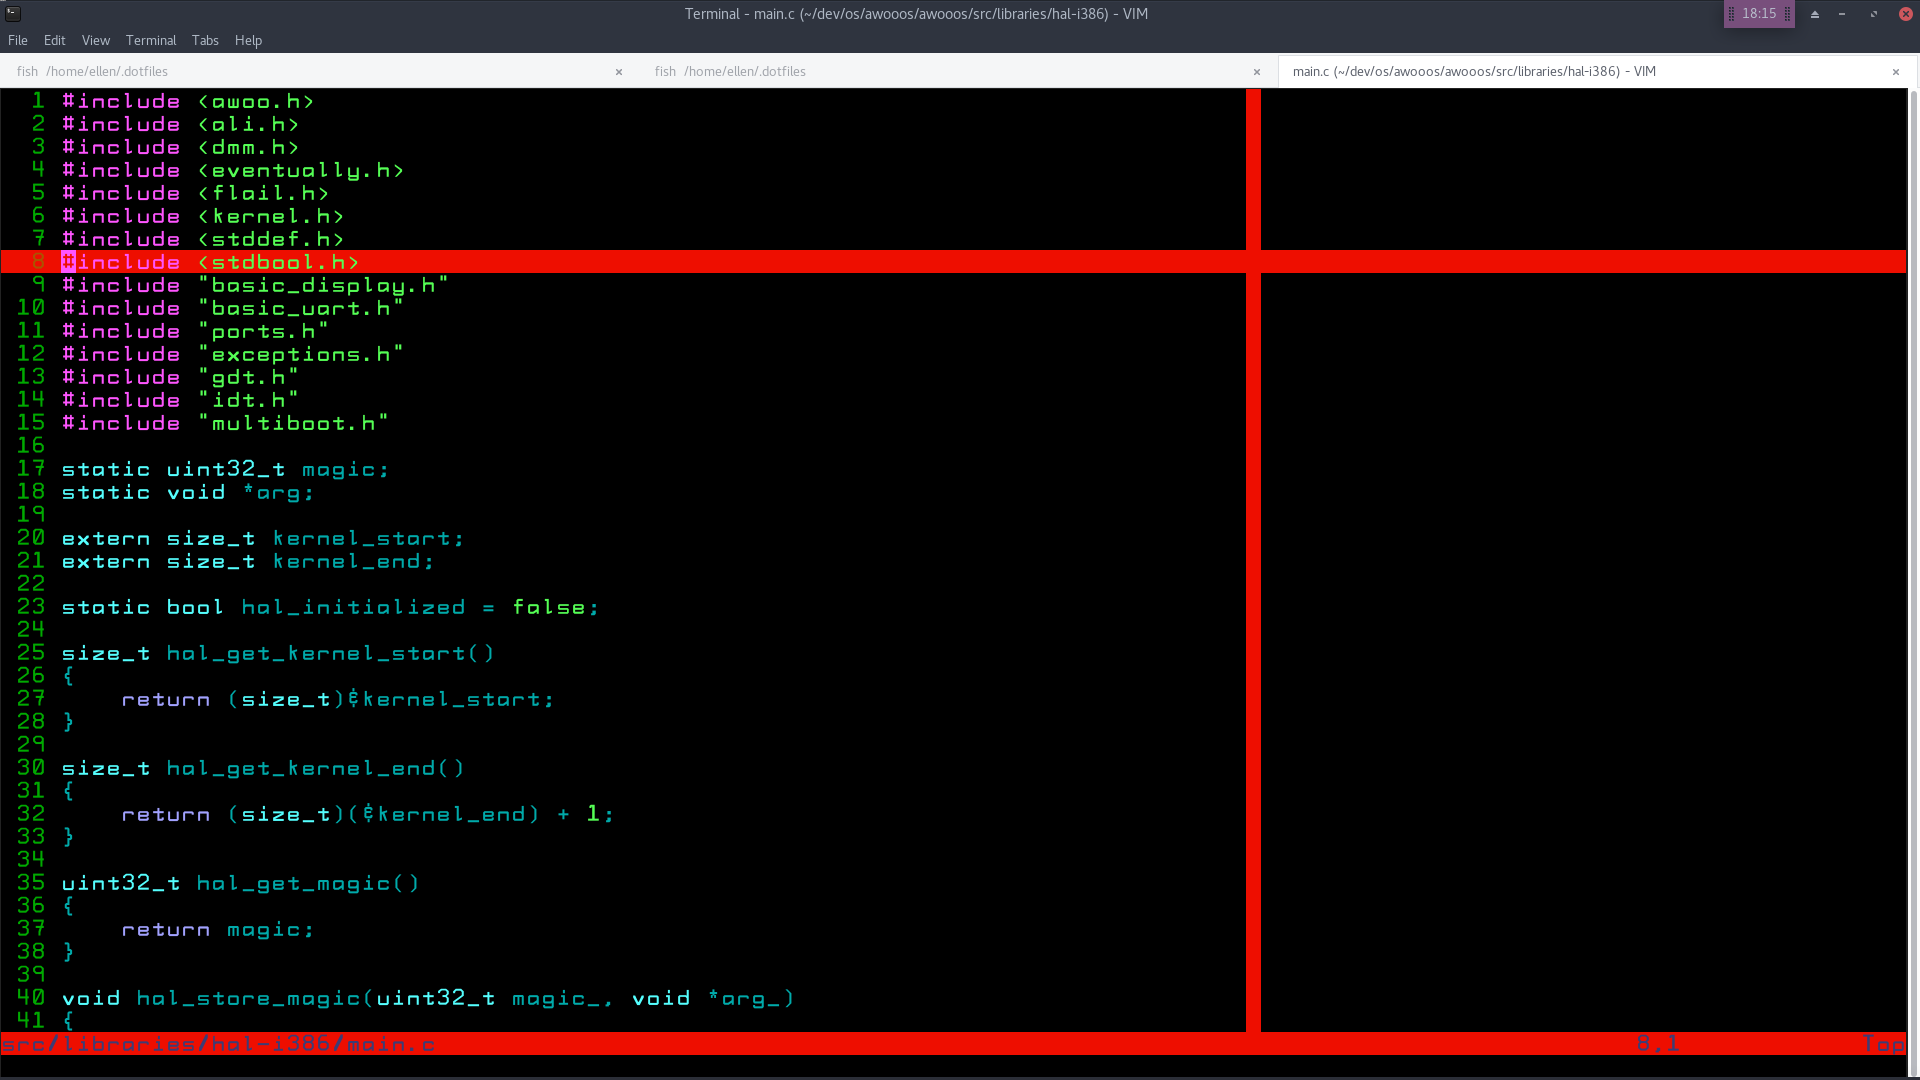 Terminal - main.c (~/dev/os/awooos/awooos/src/libraries/hal-i386) - VIM
18:15
File Edit View Terminal Tabs Help
fish /home/ellen/.dotfiles ×
fish /home/ellen/.dotfiles ×
main.c (~/dev/os/awooos/awooos/src/libraries/hal-i386) - VIM ×
1 #include <awoo.h>
2 #include <ali.h>
3 #include <dmm.h>
4 #include <eventually.h>
5 #include <flail.h>
6 #include <kernel.h>
7 #include <stddef.h>
8 #include <stdbool.h>
9 #include "basic_display.h"
10 #include "basic_uart.h"
11 #include "ports.h"
12 #include "exceptions.h"
13 #include "gdt.h"
14 #include "idt.h"
15 #include "multiboot.h"
16
17 static uint32_t magic;
18 static void *arg;
19
20 extern size_t kernel_start;
21 extern size_t kernel_end;
22
23 static bool hal_initialized = false;
24
25 size_t hal_get_kernel_start()
26 {
27     return (size_t)&kernel_start;
28 }
29
30 size_t hal_get_kernel_end()
31 {
32     return (size_t)(&kernel_end) + 1;
33 }
34
35 uint32_t hal_get_magic()
36 {
37     return magic;
38 }
39
40 void hal_store_magic(uint32_t magic_, void *arg_)
41 {
src/libraries/hal-i386/main.c 8,1 Top